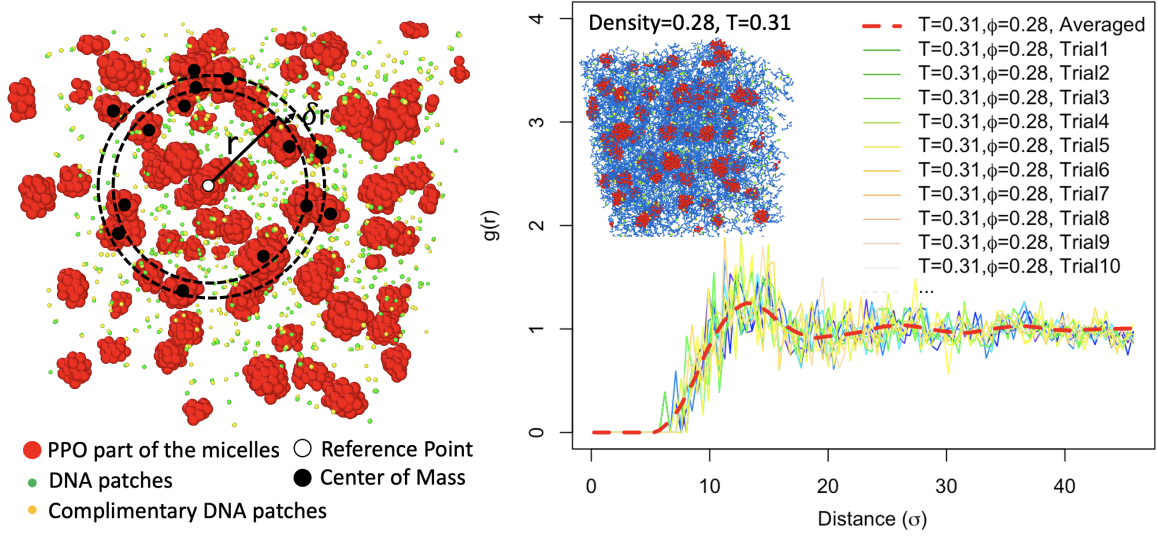 r
δr
PPO part of the micelles
Reference Point
DNA patches
Center of Mass
Complimentary DNA patches
Density=0.28, T=0.31
T=0.31,ϕ=0.28, Averaged
T=0.31,ϕ=0.28, Trial1
T=0.31,ϕ=0.28, Trial2
T=0.31,ϕ=0.28, Trial3
T=0.31,ϕ=0.28, Trial4
T=0.31,ϕ=0.28, Trial5
T=0.31,ϕ=0.28, Trial6
T=0.31,ϕ=0.28, Trial7
T=0.31,ϕ=0.28, Trial8
T=0.31,ϕ=0.28, Trial9
T=0.31,ϕ=0.28, Trial10
...
g(r)
4
3
2
1
0
0 10 20 30 40
Distance (σ)